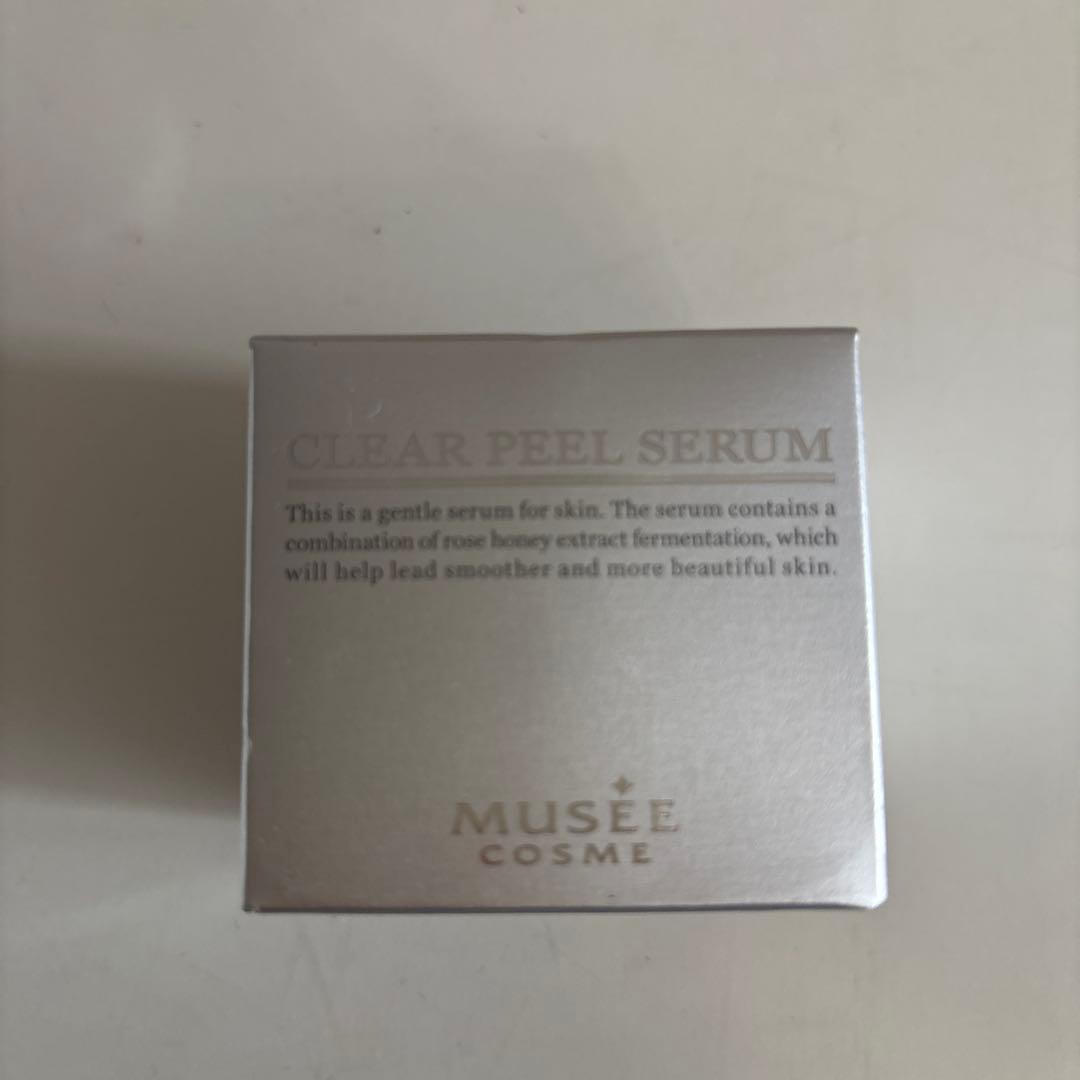 CLEAR PEEL SERUM
This is a gentle serum for skin. The serum contains a
combination of rose honey extract fermentation, which
will help lead smoother and more beautiful skin.
MUSÉE
COSME